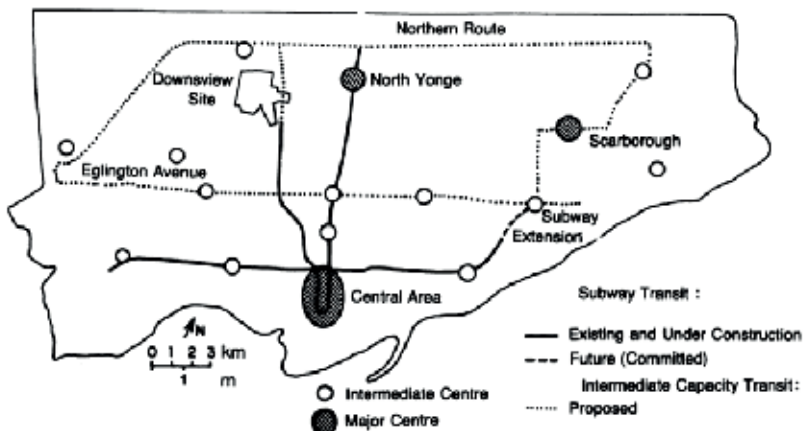 Northern Route
Downsview
Site
North Yonge
Scarborough
Eglington Avenue
Subway
Extension
Central Area
Subway Transit :
N
0 1 2 3 km
1
m
Existing and Under Construction
Future (Committed)
Intermediate Capacity Transit:
Proposed
Intermediate Centre
Major Centre